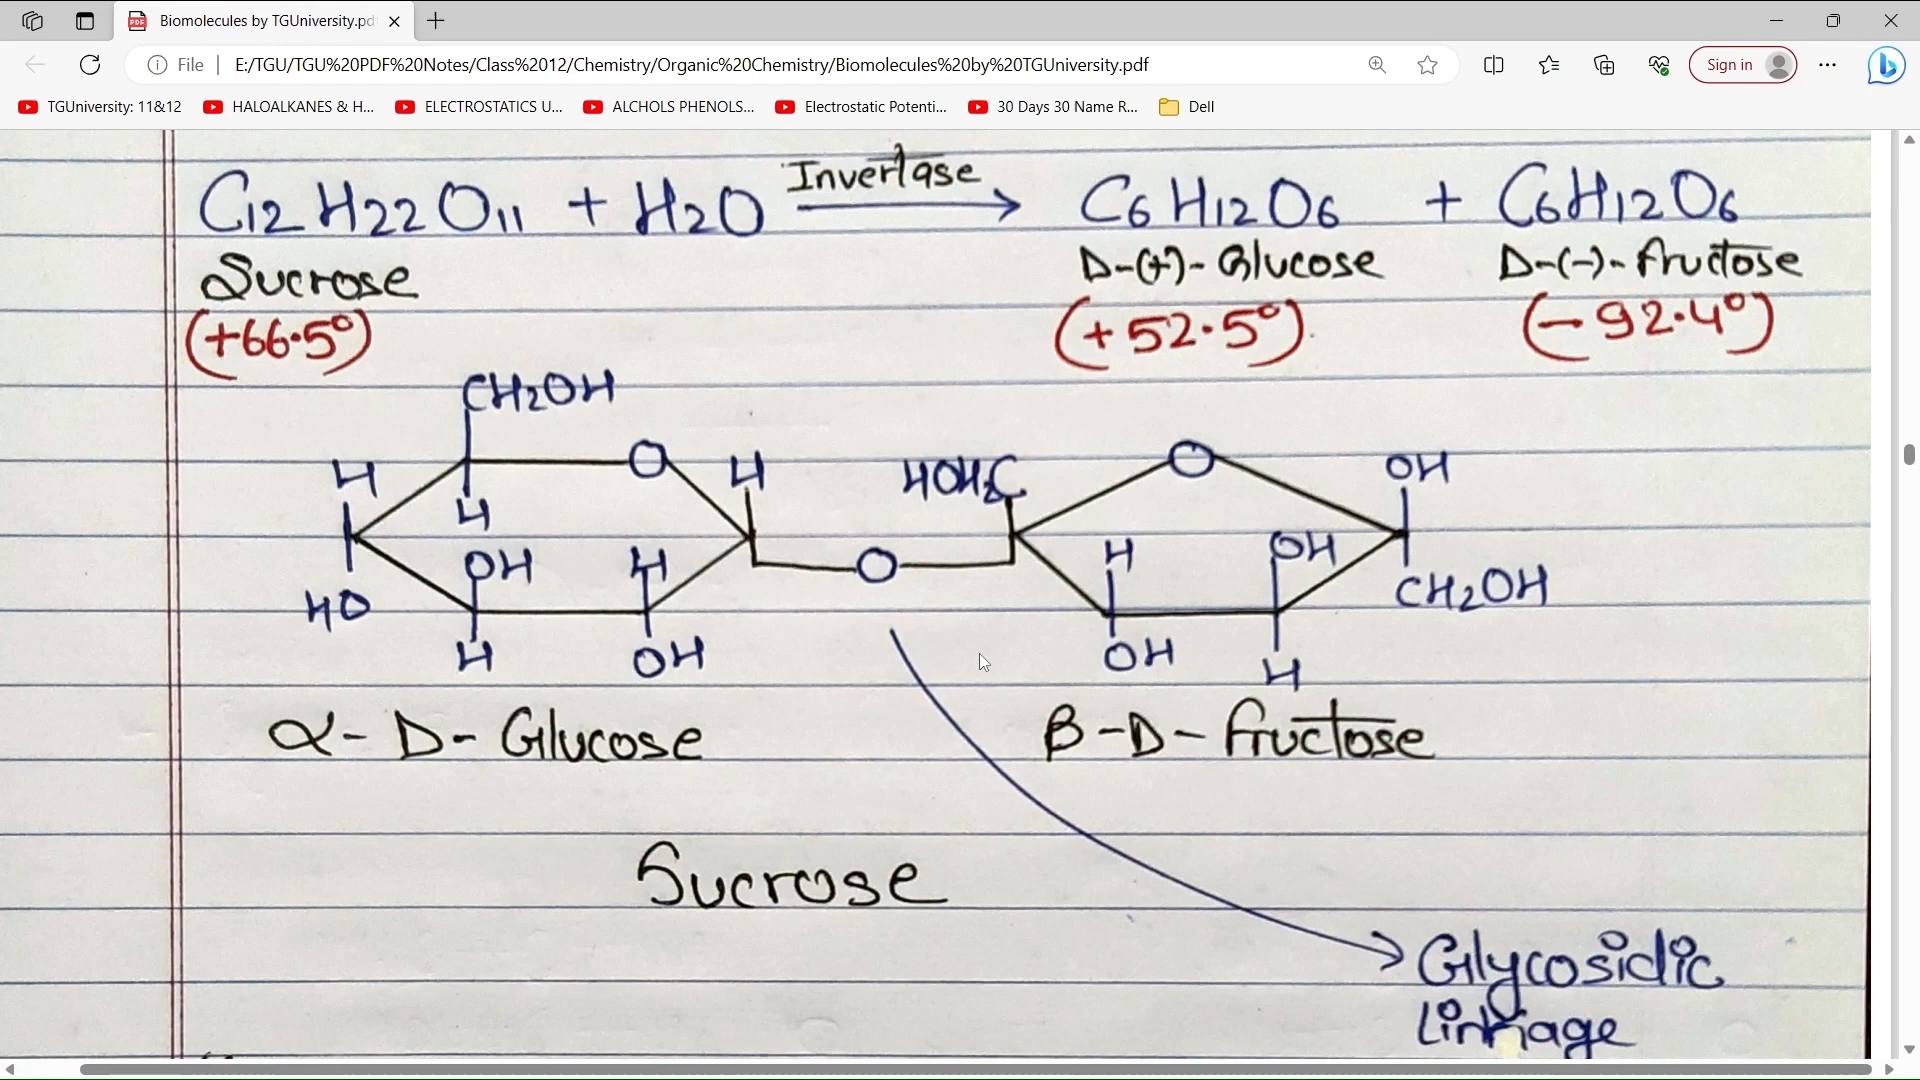 Biomolecules by TGUniversity.pd
File
E:/TGU/TGU%20PDF%20Notes/Class%2012/Chemistry/Organic%20Chemistry/Biomolecules%20by%20TGUniversity.pdf
Sign in
TGUniversity: 11&12 HALOALKANES & H... ELECTROSTATICS U... ALCHOLS PHENOLS... Electrostatic Potenti... 30 Days 30 Name R... Dell
C12H22O11 + H2O Invertase → C6H12O6 + C6H12O6
Sucrose D-(+)-Glucose D-(-)-fructose
(+66.5°) (+52.5°) (-92.4°)
CH2OH
H O H HOH2C O OH
H
OH H O H OH CH2OH
HO
H OH OH H
α-D-Glucose β-D-fructose
Sucrose
Glycosidic
linkage